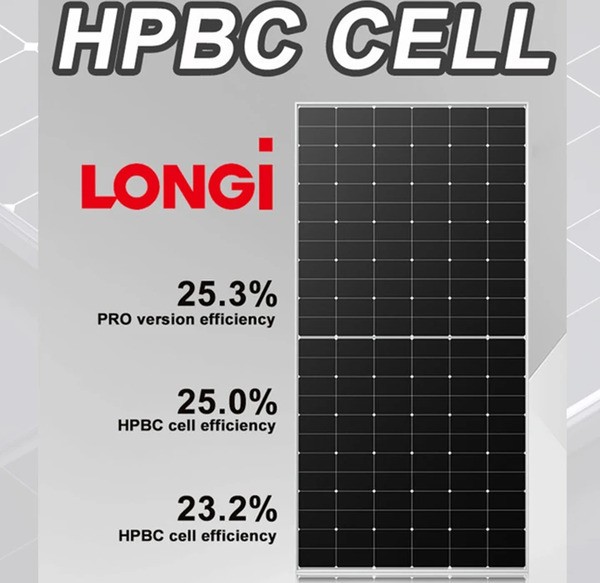 HPBC CELL
LONGi
25.3%
PRO version efficiency
25.0%
HPBC cell efficiency
23.2%
HPBC cell efficiency